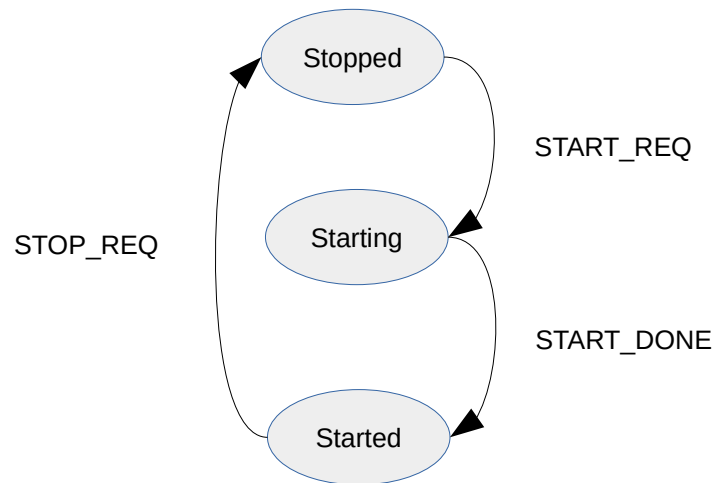 Stopped
START_REQ
Starting
STOP_REQ
START_DONE
Started